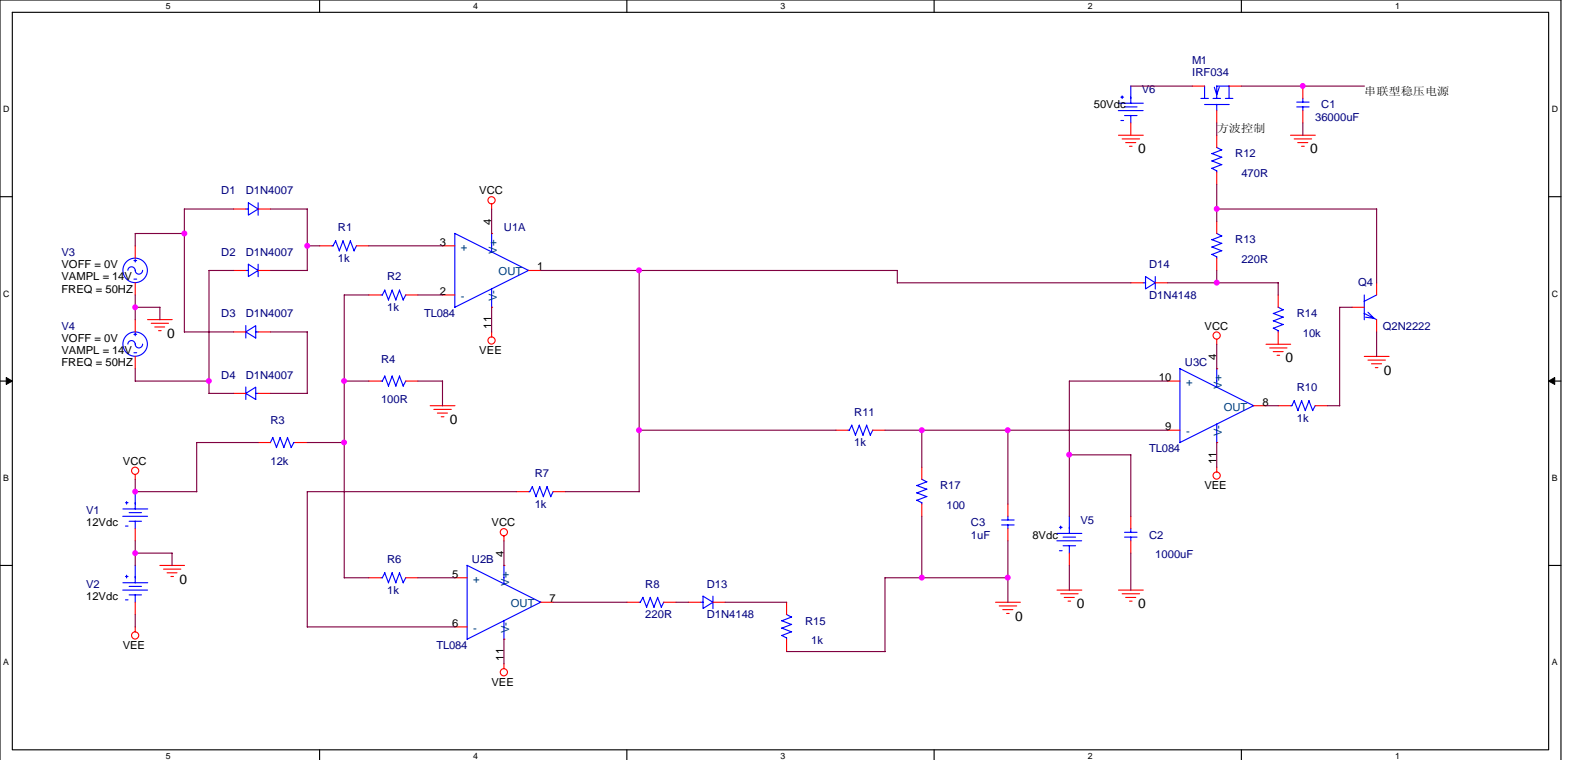 5
4
3
2
1
D
D
C
C
B
B
A
A
M1
IRF034
V6
50Vdc
+
-
0
串联型稳压电源
C1
36000uF
0
方波控制
R12
470R
D1 D1N4007
D2 D1N4007
D3 D1N4007
D4 D1N4007
V3
VOFF = 0V
VAMPL = 14V
FREQ = 50HZ
0
V4
VOFF = 0V
VAMPL = 14V
FREQ = 50HZ
R1
1k
R2
1k
VCC
4
U1A
3
+
V+
OUT
1
2
-
V-
TL084
11
VEE
R4
100R
0
R3
12k
R13
220R
D14
D1N4148
R14
10k
0
Q4
Q2N2222
0
VCC
4
U3C
10
+
V+
OUT
8
9
-
V-
TL084
11
VEE
R10
1k
R11
1k
R17
100
C3
1uF
0
V5
8Vdc
+
-
0
C2
1000uF
0
VCC
V1
12Vdc
+
-
0
V2
12Vdc
+
-
VEE
R7
1k
R6
1k
VCC
4
U2B
5
+
V+
OUT
7
6
-
V-
TL084
11
VEE
R8
220R
D13
D1N4148
R15
1k
5
4
3
2
1